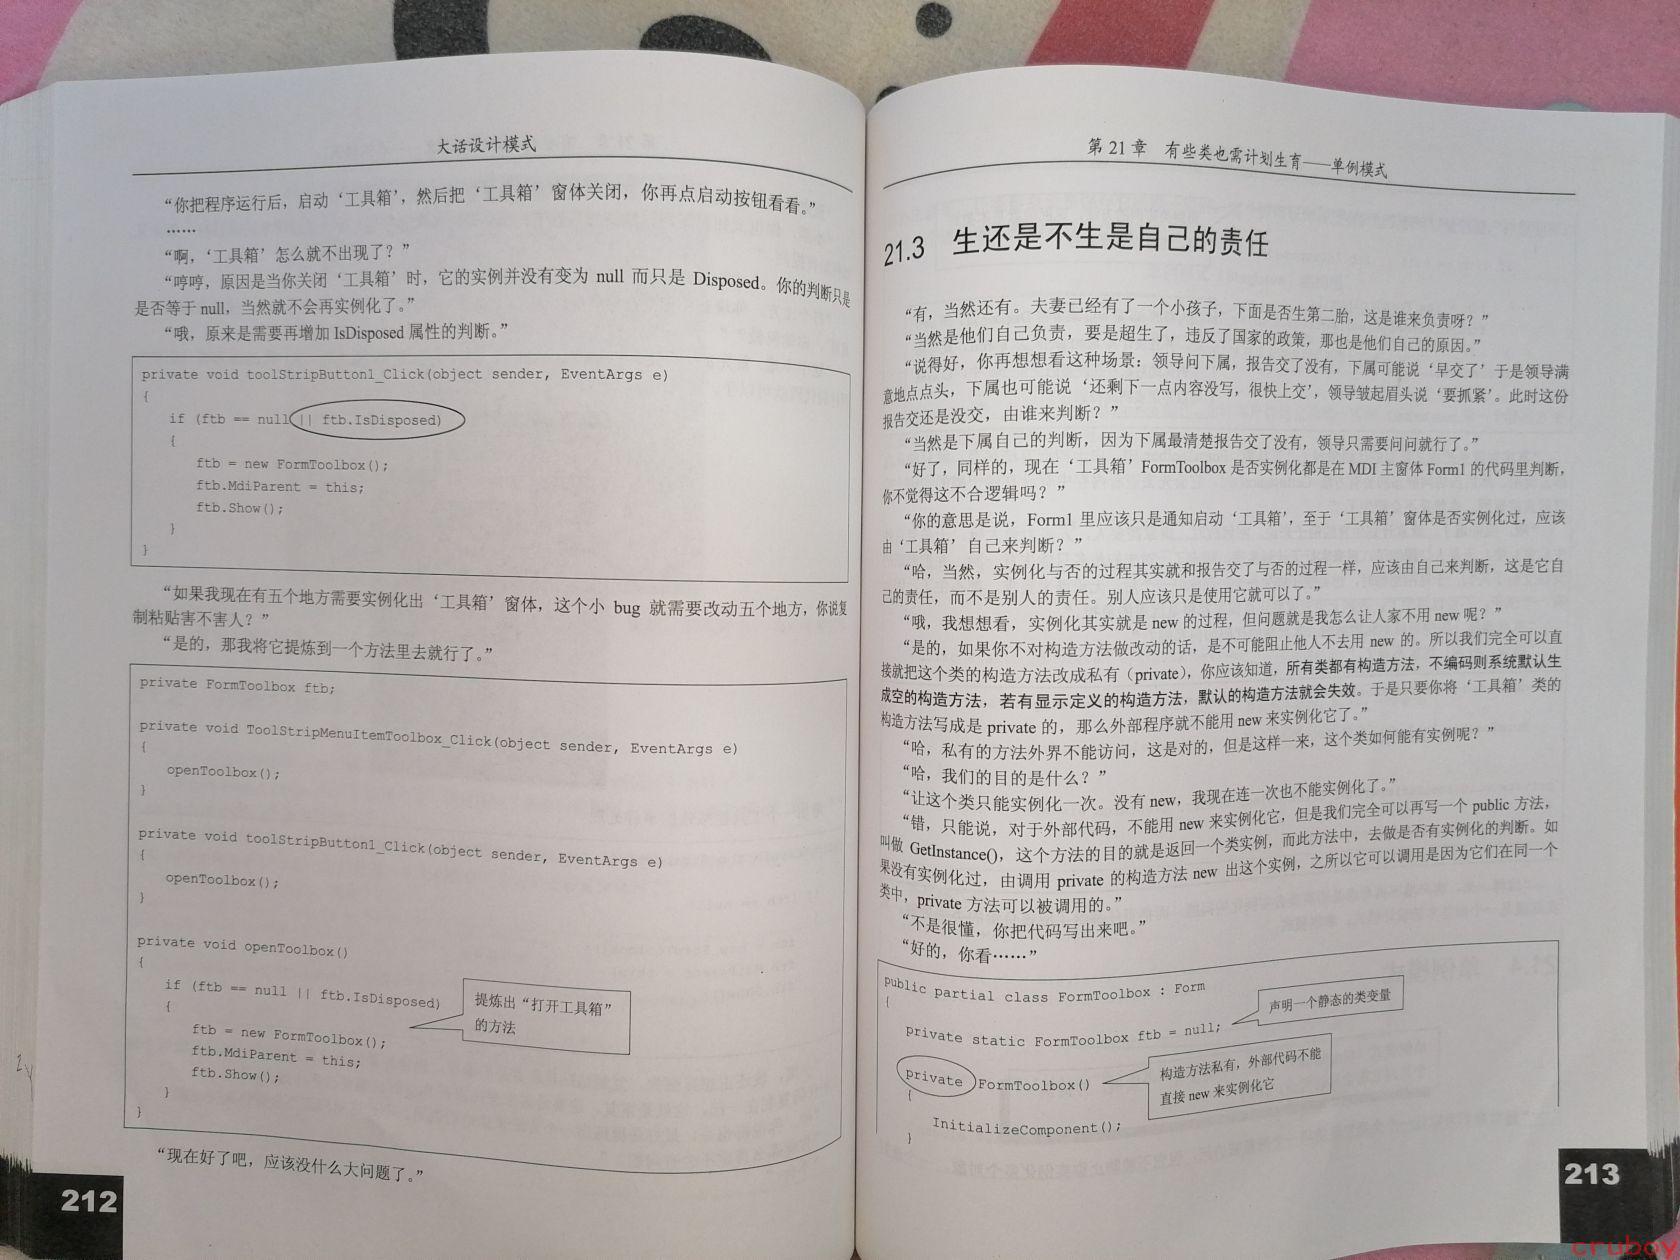 大话设计模式
“你把程序运行后，启动‘工具箱’，然后把‘工具箱’窗体关闭，你再点启动按钮看看。”
……
“啊，‘工具箱’怎么就不出现了？”
“哼哼，原因是当你关闭‘工具箱’时，它的实例并没有变为 null 而只是 Disposed。你的判断只是
是否等于 null，当然就不会再实例化了。”
“哦，原来是需要再增加 IsDisposed 属性的判断。”
private void toolStripButton1_Click(object sender, EventArgs e)
{
if (ftb == null || ftb.IsDisposed)
{
ftb = new FormToolbox();
ftb.MdiParent = this;
ftb.Show();
}
}
“如果我现在有五个地方需要实例化出‘工具箱’窗体，这个小 bug 就需要改动五个地方，你说复
制粘贴害不害人？”
“是的，那我将它提炼到一个方法里去就行了。”
private FormToolbox ftb;
private void ToolStripMenuItemToolbox_Click(object sender, EventArgs e)
{
openToolbox();
}
private void toolStripButton1_Click(object sender, EventArgs e)
{
openToolbox();
}
private void openToolbox()
{
if (ftb == null || ftb.IsDisposed)
{
ftb = new FormToolbox();
ftb.MdiParent = this;
ftb.Show();
}
}
提炼出“打开工具箱”
的方法
“现在好了吧，应该没什么大问题了。”
212
第 21 章 有些类也需计划生育——单例模式
21.3 生还是不生是自己的责任
“有，当然还有。夫妻已经有了一个小孩子，下面是否生第二胎，这是谁来负责呀？”
“当然是他们自己负责，要是超生了，违反了国家的政策，那也是他们自己的原因。”
“说得好，你再想想看这种场景：领导问下属，报告交了没有，下属可能说‘早交了’于是领导满
意地点点头，下属也可能说‘还剩下一点内容没写，很快上交’，领导皱起眉头说‘要抓紧’。此时这份
报告交还是没交，由谁来判断？”
“当然是下属自己的判断，因为下属最清楚报告交了没有，领导只需要问问就行了。”
“好了，同样的，现在‘工具箱’FormToolbox 是否实例化都是在 MDI 主窗体 Form1 的代码里判断，
你不觉得这不合逻辑吗？”
“你的意思是说，Form1 里应该只是通知启动‘工具箱’，至于‘工具箱’窗体是否实例化过，应该
由‘工具箱’自己来判断？”
“哈，当然，实例化与否的过程其实就和报告交了与否的过程一样，应该由自己来判断，这是它自
己的责任，而不是别人的责任。别人应该只是使用它就可以了。”
“哦，我想想看，实例化其实就是 new 的过程，但问题就是我怎么让人家不用 new 呢？”
“是的，如果你不对构造方法做改动的话，是不可能阻止他人不去用 new 的。所以我们完全可以直
接就把这个类的构造方法改成私有（private），你应该知道，所有类都有构造方法，不编码则系统默认生
成空的构造方法，若有显示定义的构造方法，默认的构造方法就会失效。于是只要你将‘工具箱’类的
构造方法写成是 private 的，那么外部程序就不能用 new 来实例化它了。”
“哈，私有的方法外界不能访问，这是对的，但是这样一来，这个类如何能有实例呢？”
“哈，我们的目的是什么？”
“让这个类只能实例化一次。没有 new，我现在连一次也不能实例化了。”
“错，只能说，对于外部代码，不能用 new 来实例化它，但是我们完全可以再写一个 public 方法，
叫做 GetInstance()，这个方法的目的就是返回一个类实例，而此方法中，去做是否有实例化的判断。如
果没有实例化过，由调用 private 的构造方法 new 出这个实例，之所以它可以调用是因为它们在同一个
类中，private 方法可以被调用的。”
“不是很懂，你把代码写出来吧。”
“好的，你看……”
public partial class FormToolbox : Form
{
private static FormToolbox ftb = null;
声明一个静态的类变量
private FormToolbox()
{
InitializeComponent();
}
构造方法私有，外部代码不能
直接 new 来实例化它
213
cruboy